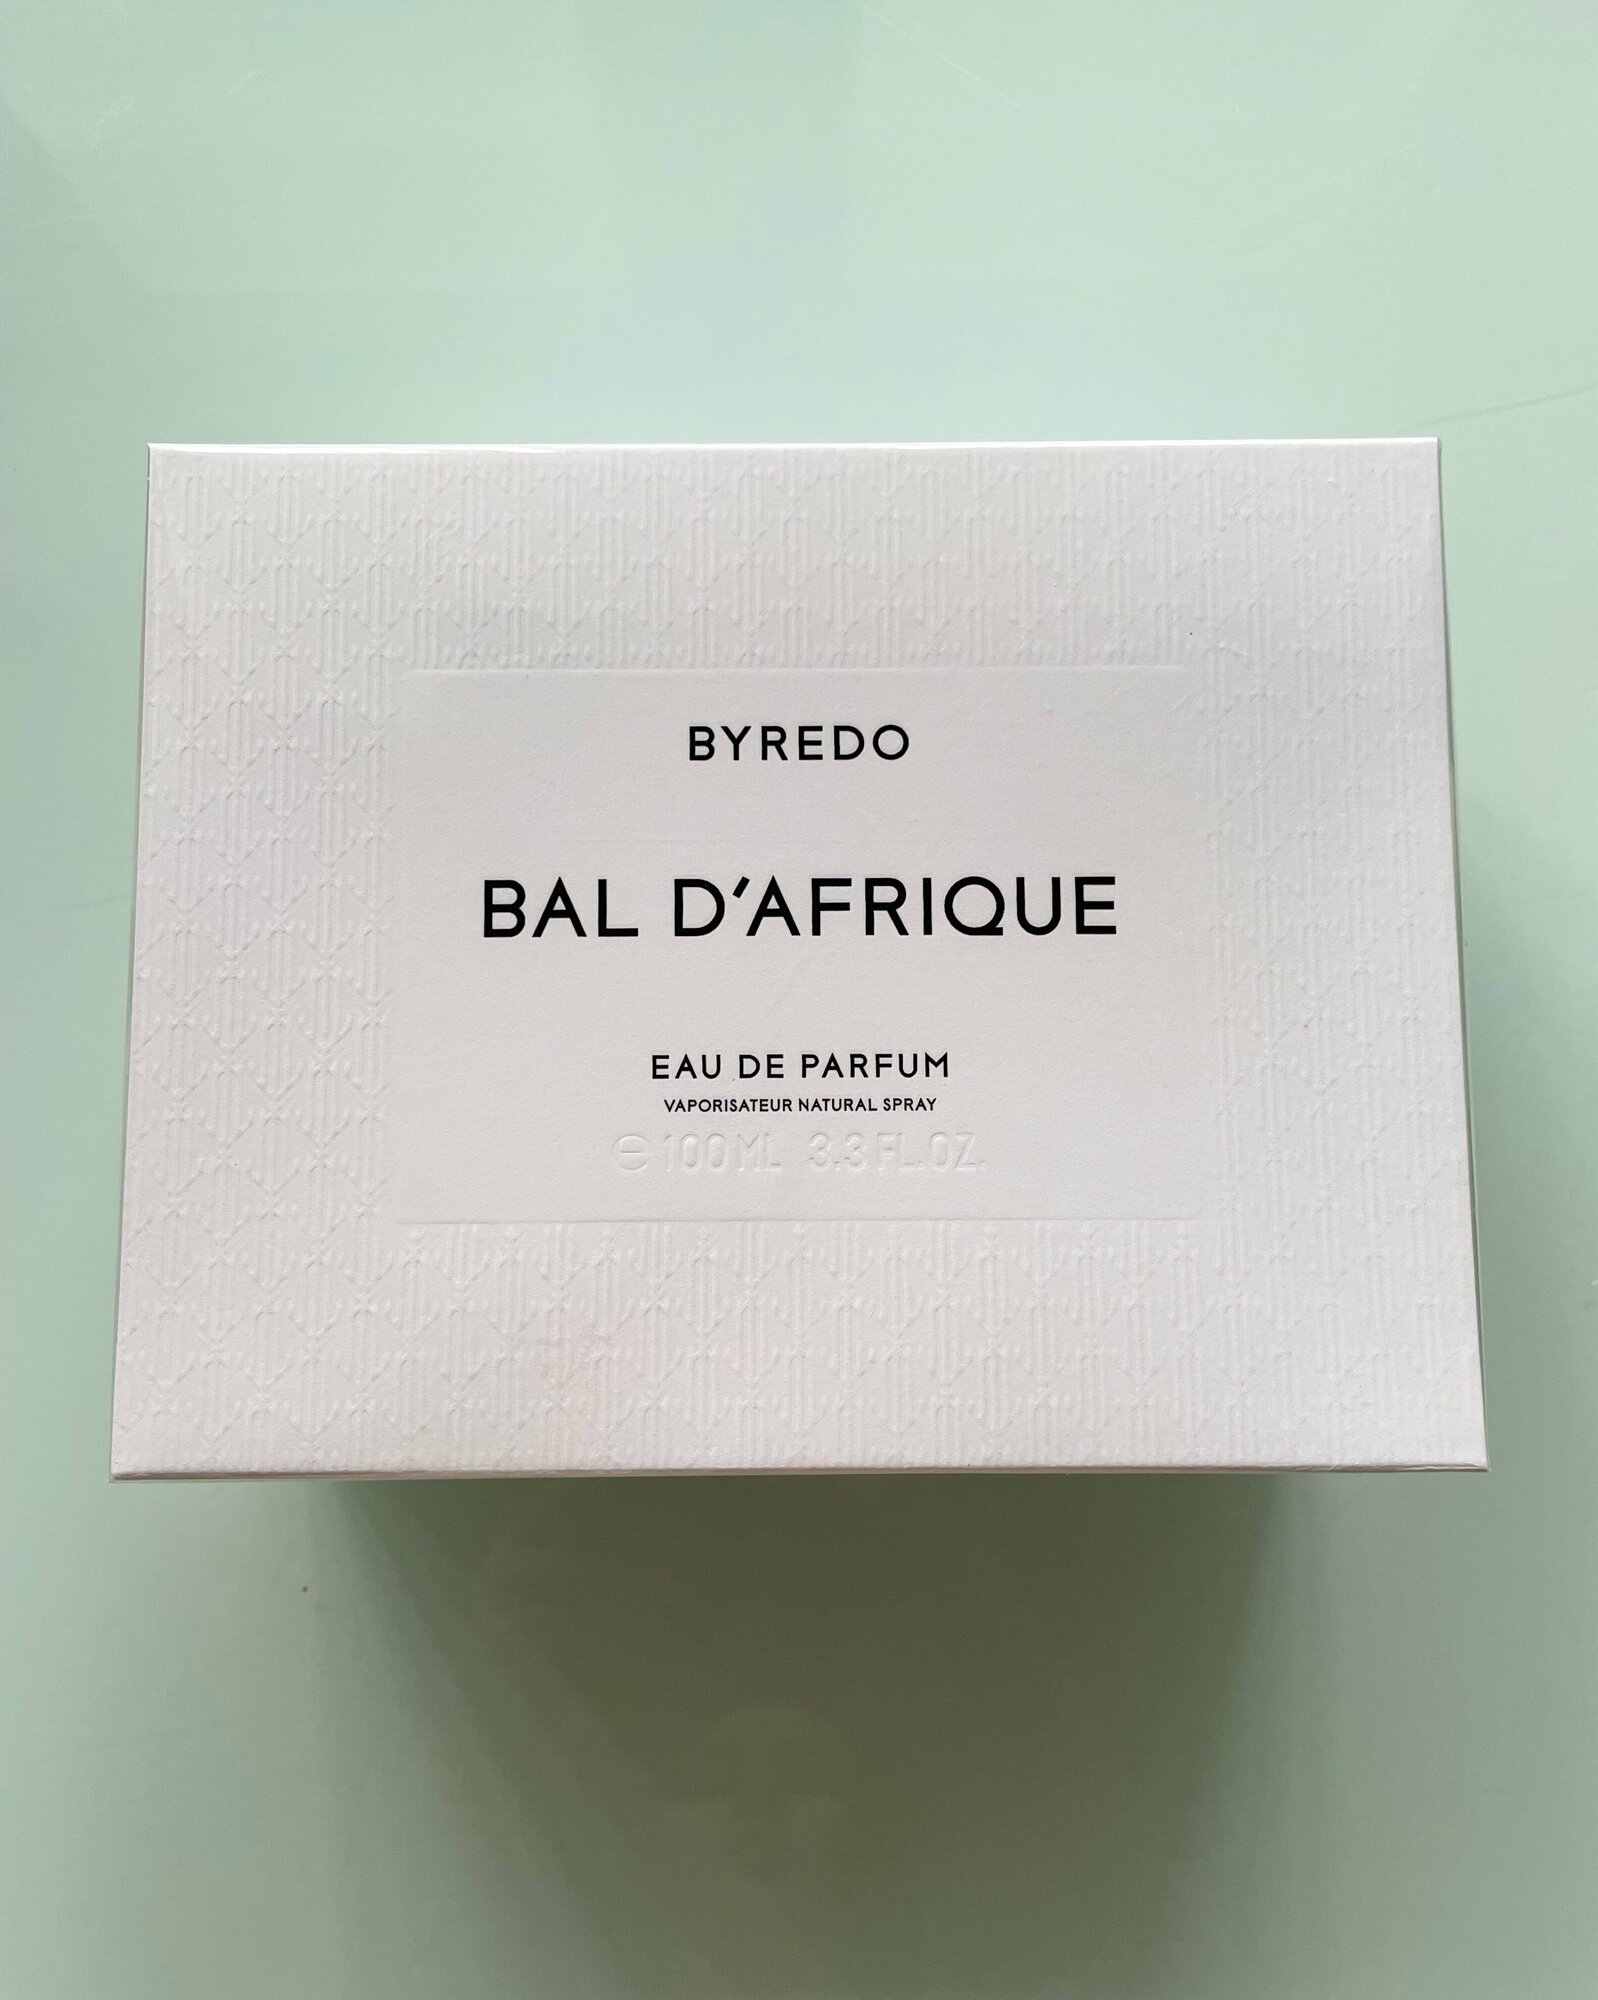 BYREDO
BAL D'AFRIQUE
EAU DE PARFUM
VAPORISATEUR NATURAL SPRAY
℮ 100 ML 3.3 FL. OZ.